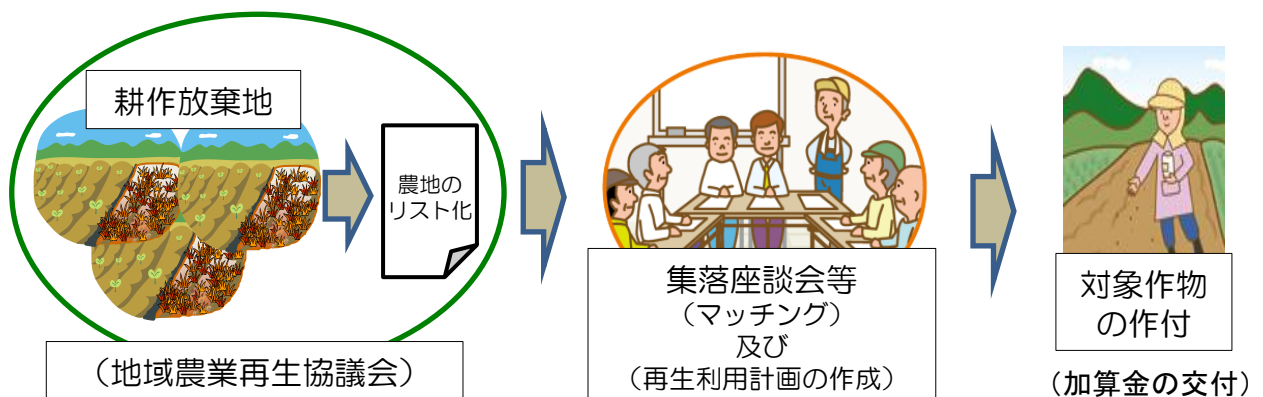 耕作放棄地
農地の
リスト化
（地域農業再生協議会）
集落座談会等
（マッチング）
及び
（再生利用計画の作成）
対象作物
の作付
（加算金の交付）